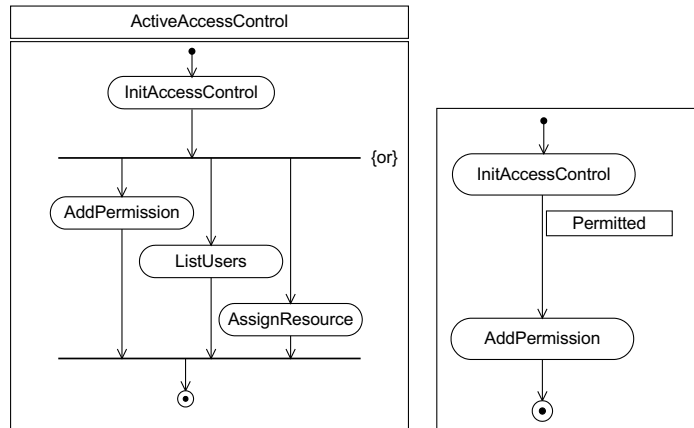 ActiveAccessControl
InitAccessControl
{or}
AddPermission
ListUsers
AssignResource
InitAccessControl
Permitted
AddPermission